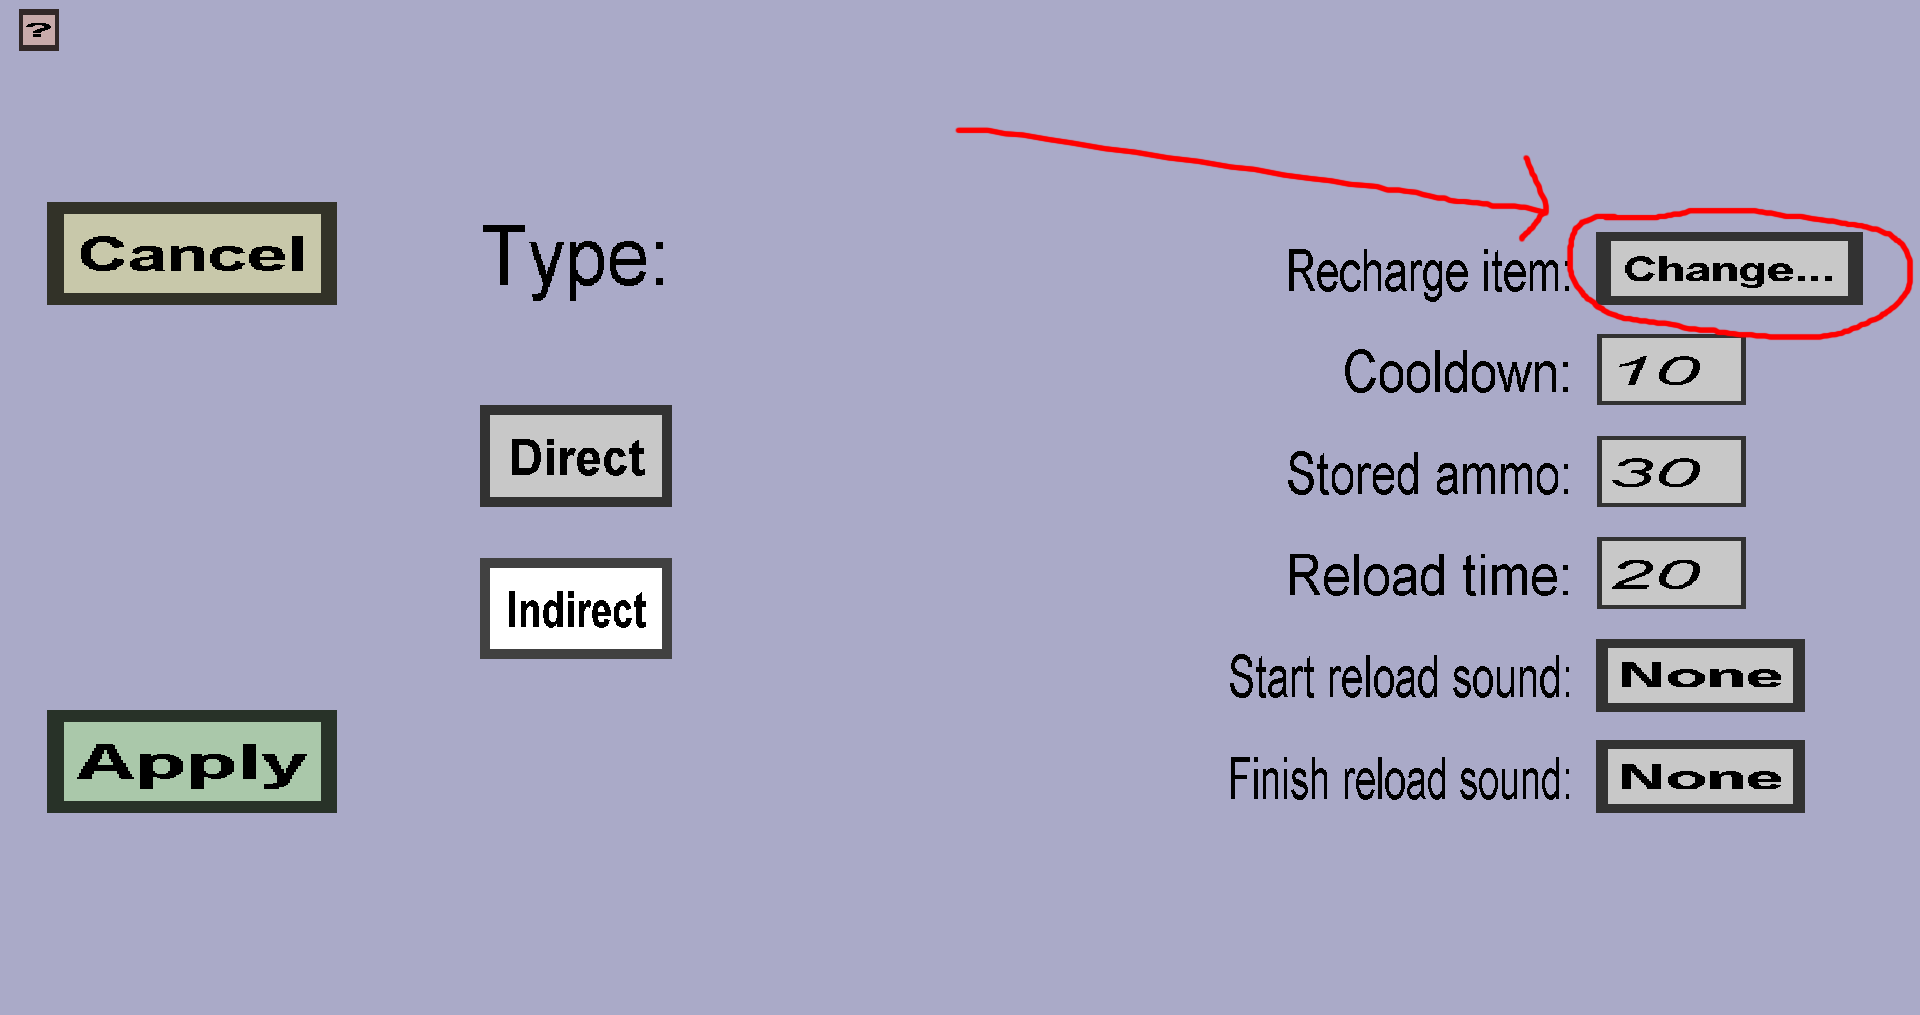 ?
Cancel
Type:
Direct
Indirect
Apply
Recharge item: Change...
Cooldown: 10
Stored ammo: 30
Reload time: 20
Start reload sound: None
Finish reload sound: None